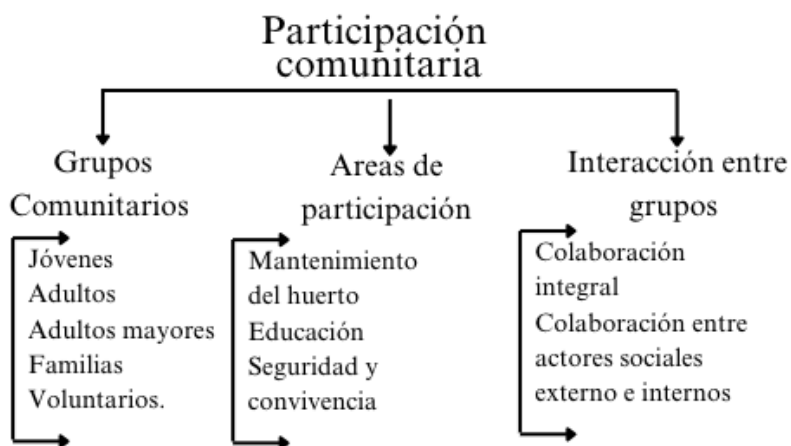 Participación
comunitaria
Grupos
Comunitarios
Jóvenes
Adultos
Adultos mayores
Familias
Voluntarios.
Areas de
participación
Mantenimiento
del huerto
Educación
Seguridad y
convivencia
Interacción entre
grupos
Colaboración
integral
Colaboración entre
actores sociales
externo e internos